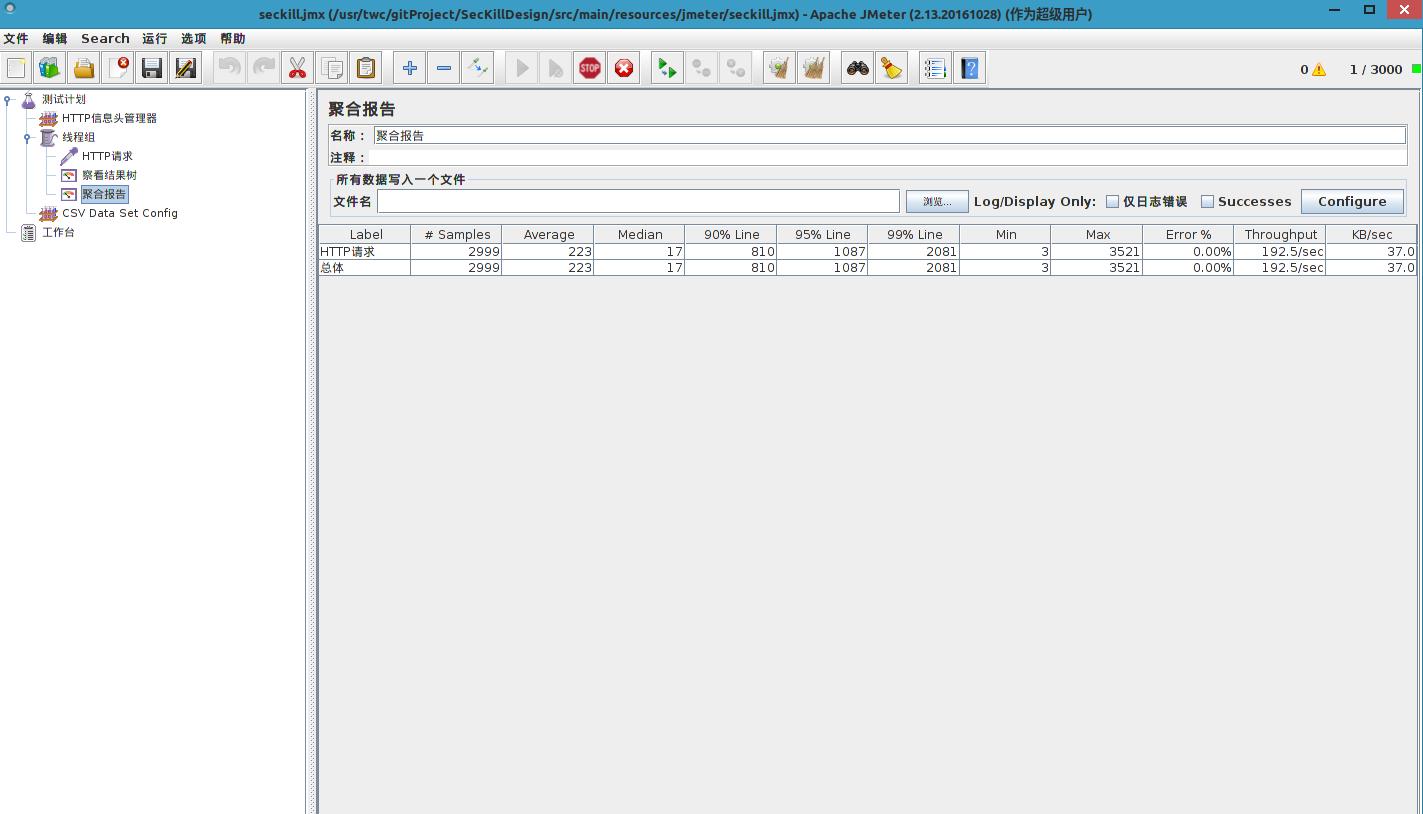 seckill.jmx (/usr/twc/gitProject/SecKillDesign/src/main/resources/jmeter/seckill.jmx) - Apache JMeter (2.13.20161028) (作为超级用户)
文件 编辑 Search 运行 选项 帮助
STOP 0 1 / 3000
测试计划
HTTP信息头管理器
线程组
HTTP请求
察看结果树
聚合报告
CSV Data Set Config
工作台
聚合报告
名称： 聚合报告
注释：
所有数据写入一个文件
文件名 浏览... Log/Display Only: 仅日志错误 Successes Configure
Label # Samples Average Median 90% Line 95% Line 99% Line Min Max Error % Throughput KB/sec
HTTP请求 2999 223 17 810 1087 2081 3 3521 0.00% 192.5/sec 37.0
总体 2999 223 17 810 1087 2081 3 3521 0.00% 192.5/sec 37.0